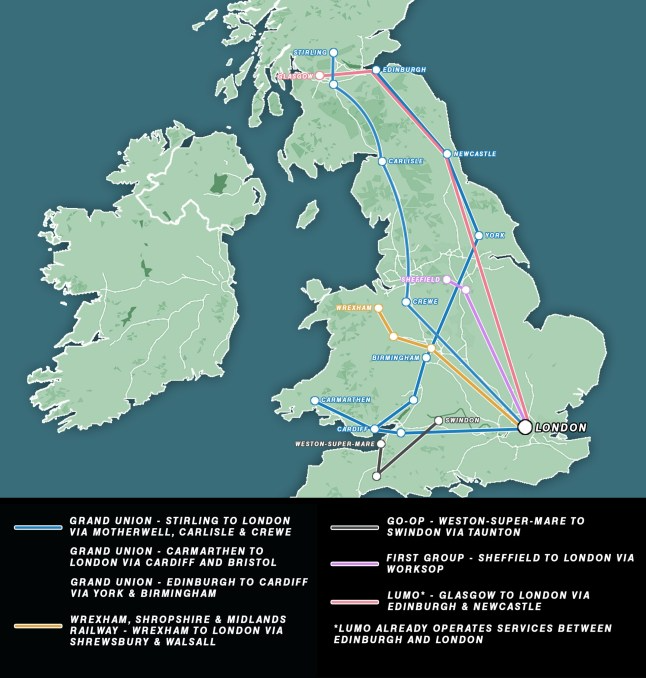 STIRLING
GLASGOW
EDINBURGH
CARLISLE
NEWCASTLE
YORK
SHEFFIELD
CREWE
WREXHAM
BIRMINGHAM
CARMARTHEN
SWINDON
CARDIFF
LONDON
WESTON-SUPER-MARE
GRAND UNION - STIRLING TO LONDON
VIA MOTHERWELL, CARLISLE & CREWE
GRAND UNION - CARMARTHEN TO
LONDON VIA CARDIFF AND BRISTOL
GRAND UNION - EDINBURGH TO CARDIFF
VIA YORK & BIRMINGHAM
WREXHAM, SHROPSHIRE & MIDLANDS
RAILWAY - WREXHAM TO LONDON VIA
SHREWSBURY & WALSALL
GO-OP - WESTON-SUPER-MARE TO
SWINDON VIA TAUNTON
FIRST GROUP - SHEFFIELD TO LONDON VIA
WORKSOP
LUMO* - GLASGOW TO LONDON VIA
EDINBURGH & NEWCASTLE
*LUMO ALREADY OPERATES SERVICES BETWEEN
EDINBURGH AND LONDON